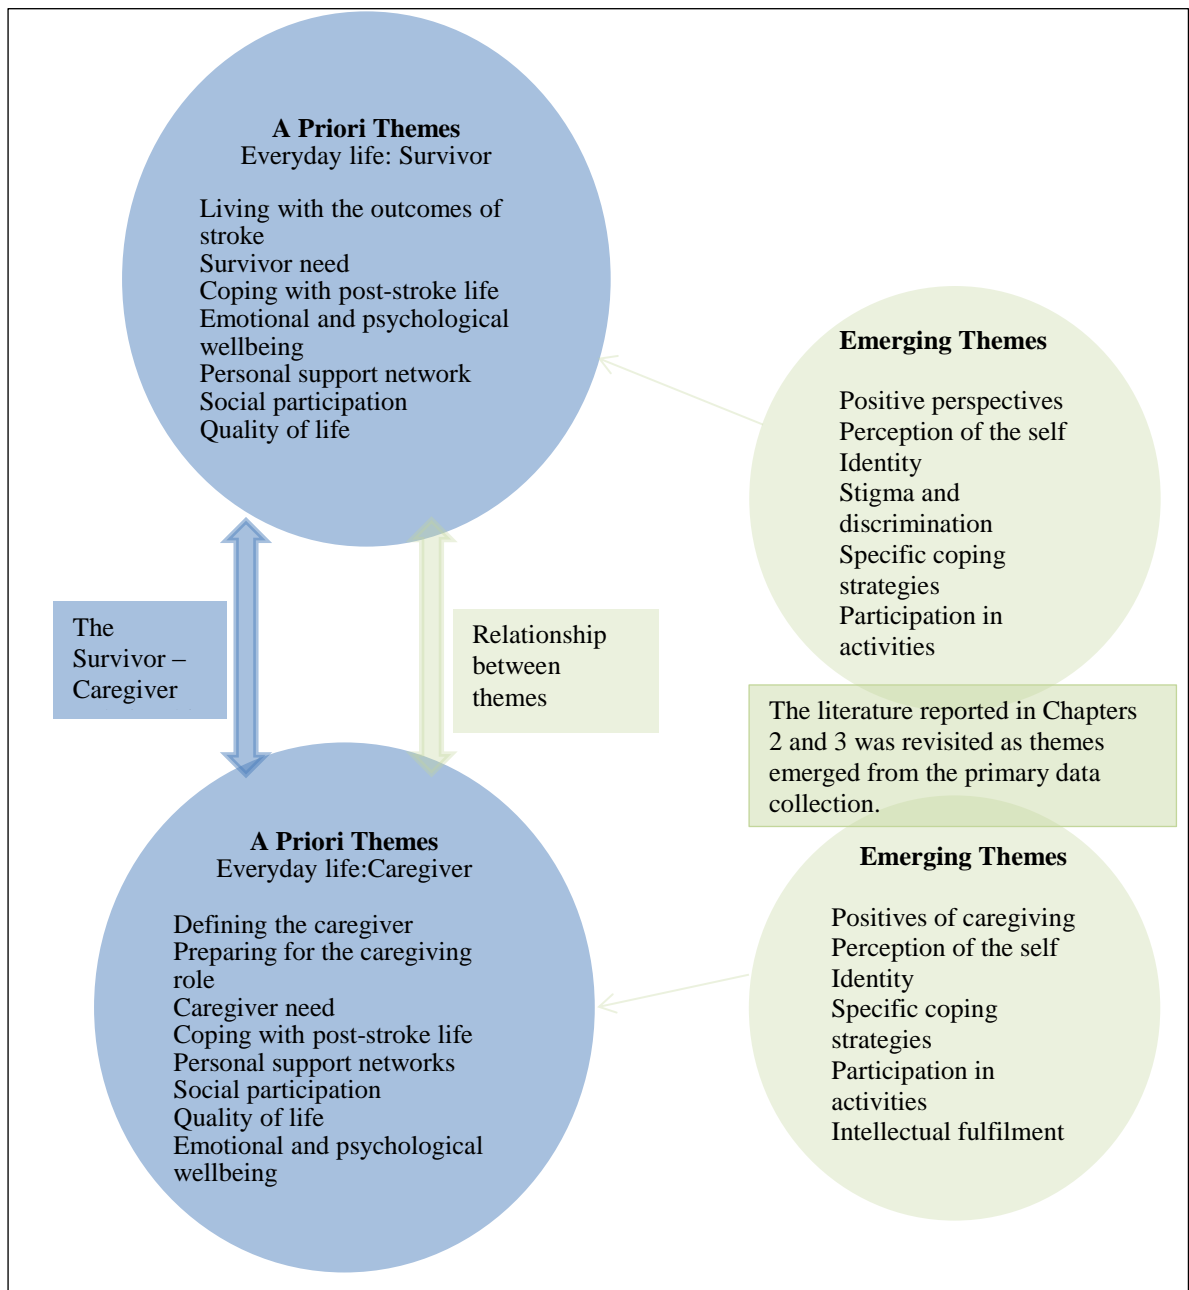 A Priori Themes
Everyday life: Survivor
Living with the outcomes of
stroke
Survivor need
Coping with post-stroke life
Emotional and psychological
wellbeing
Personal support network
Social participation
Quality of life
Emerging Themes
Positive perspectives
Perception of the self
Identity
Stigma and
discrimination
Specific coping
strategies
Participation in
activities
The
Survivor –
Caregiver
Relationship
between
themes
The literature reported in Chapters
2 and 3 was revisited as themes
emerged from the primary data
collection.
A Priori Themes
Everyday life:Caregiver
Defining the caregiver
Preparing for the caregiving
role
Caregiver need
Coping with post-stroke life
Personal support networks
Social participation
Quality of life
Emotional and psychological
wellbeing
Emerging Themes
Positives of caregiving
Perception of the self
Identity
Specific coping
strategies
Participation in
activities
Intellectual fulfilment